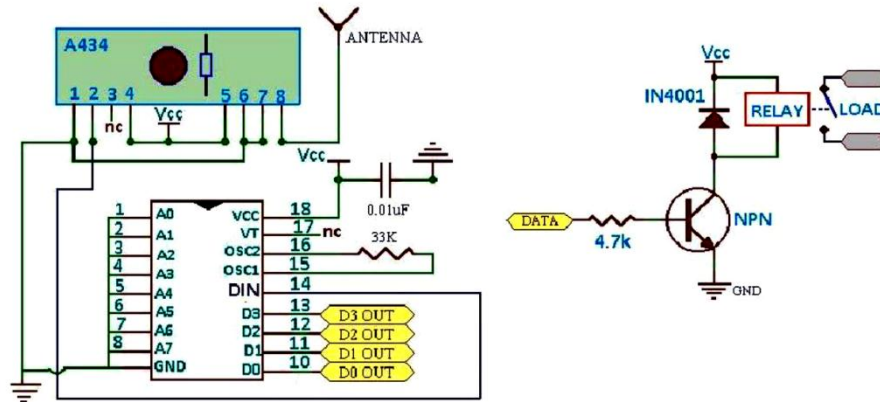 A434
1 2 3 4 5 6 7 8
nc
Vcc
ANTENNA
Vcc
0.01uF
1 A0
2 A1
3 A2
4 A3
5 A4
6 A5
7 A6
8 A7
GND
VCC 18
VT 17 nc
OSC2 16
33K
OSC1 15
DIN 14
D3 13 D3 OUT
D2 12 D2 OUT
D1 11 D1 OUT
D0 10 D0 OUT
Vcc
IN4001
RELAY
LOAD
DATA
4.7k
NPN
GND